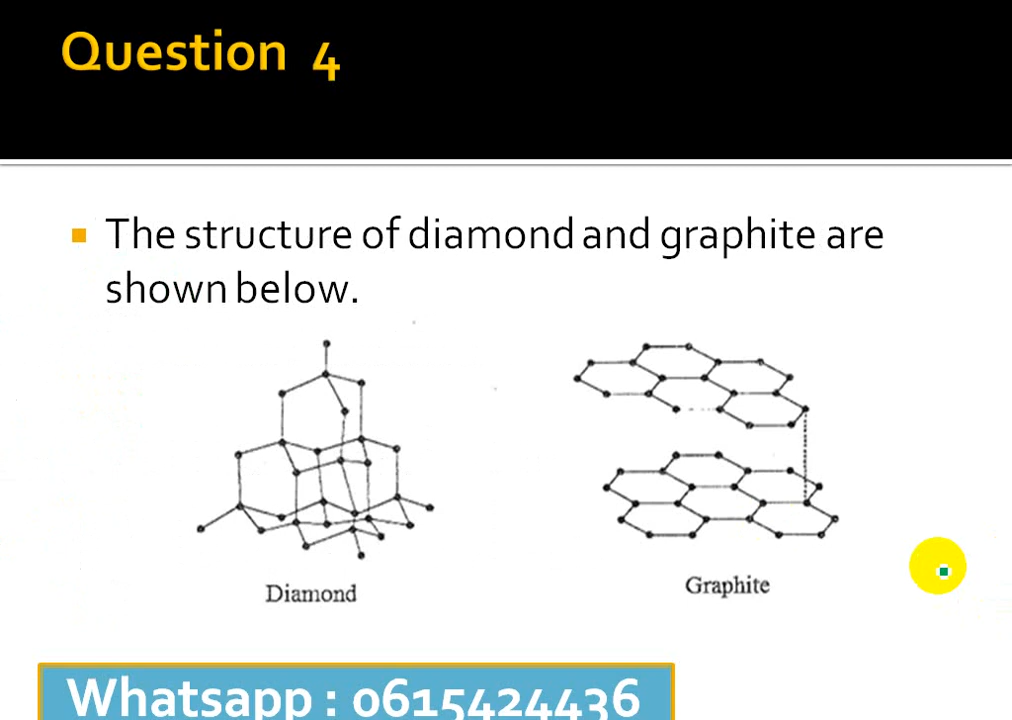 Question 4
The structure of diamond and graphite are
shown below.
Diamond
Graphite
Whatsapp : 0615424436